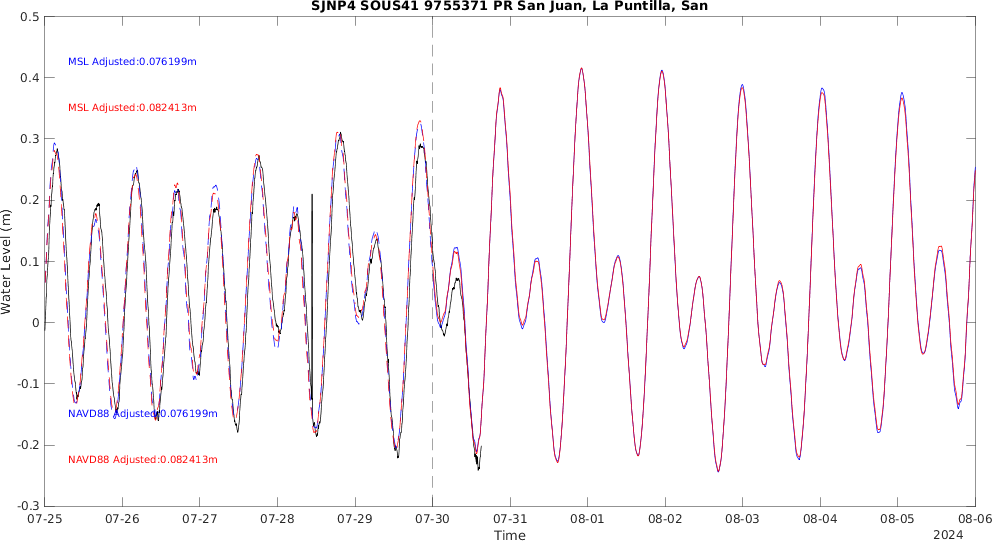 SJNP4 SOUS41 9755371 PR San Juan, La Puntilla, San
0.5
0.4
0.3
0.2
0.1
0
-0.1
-0.2
-0.3
Water Level (m)
MSL Adjusted:0.076199m
MSL Adjusted:0.082413m
NAVD88 Adjusted:0.076199m
NAVD88 Adjusted:0.082413m
07-25 07-26 07-27 07-28 07-29 07-30 07-31 08-01 08-02 08-03 08-04 08-05 08-06
Time
2024